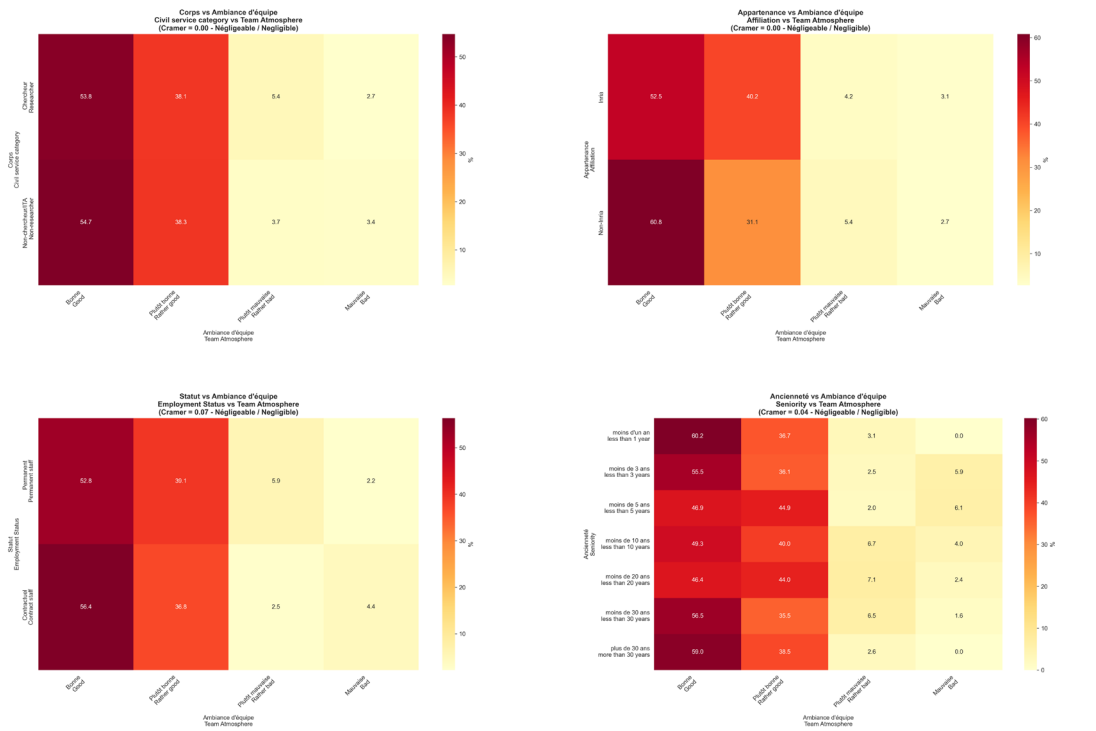 Corps vs Ambiance d'équipe
Civil service category vs Team Atmosphere
(Cramer = 0.00 - Négligeable / Negligible)
Corps
Civil service category
Chercheur
Researcher
53.8 38.1 5.4 2.7
Non-chercheur/ITA
Non-researcher
54.7 38.3 3.7 3.4
Bonne
Good
Plutôt bonne
Rather good
Plutôt mauvaise
Rather bad
Mauvaise
Bad
Ambiance d'équipe
Team Atmosphere
50
40
30
20
10
%
Appartenance vs Ambiance d'équipe
Affiliation vs Team Atmosphere
(Cramer = 0.00 - Négligeable / Negligible)
Appartenance
Affiliation
Inria
52.5 40.2 4.2 3.1
Non-Inria
60.8 31.1 5.4 2.7
Bonne
Good
Plutôt bonne
Rather good
Plutôt mauvaise
Rather bad
Mauvaise
Bad
Ambiance d'équipe
Team Atmosphere
60
50
40
30
20
10
%
Statut vs Ambiance d'équipe
Employment Status vs Team Atmosphere
(Cramer = 0.07 - Négligeable / Negligible)
Statut
Employment Status
Permanent
Permanent staff
52.8 39.1 5.9 2.2
Contractuel
Contract staff
56.4 36.8 2.5 4.4
Bonne
Good
Plutôt bonne
Rather good
Plutôt mauvaise
Rather bad
Mauvaise
Bad
Ambiance d'équipe
Team Atmosphere
50
40
30
20
10
%
Ancienneté vs Ambiance d'équipe
Seniority vs Team Atmosphere
(Cramer = 0.04 - Négligeable / Negligible)
Ancienneté
Seniority
moins d'un an
less than 1 year
60.2 36.7 3.1 0.0
moins de 3 ans
less than 3 years
55.5 36.1 2.5 5.9
moins de 5 ans
less than 5 years
46.9 44.9 2.0 6.1
moins de 10 ans
less than 10 years
49.3 40.0 6.7 4.0
moins de 20 ans
less than 20 years
46.4 44.0 7.1 2.4
moins de 30 ans
less than 30 years
56.5 35.5 6.5 1.6
plus de 30 ans
more than 30 years
59.0 38.5 2.6 0.0
Bonne
Good
Plutôt bonne
Rather good
Plutôt mauvaise
Rather bad
Mauvaise
Bad
Ambiance d'équipe
Team Atmosphere
60
50
40
30
20
10
0
%